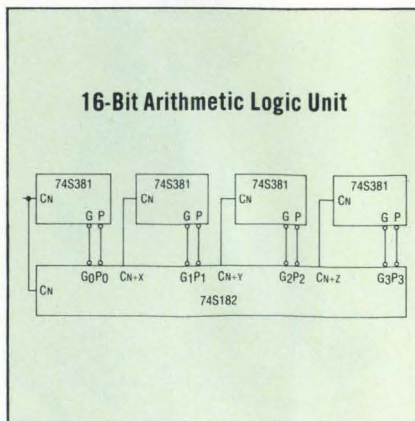 16-Bit Arithmetic Logic Unit
74S381 74S381 74S381 74S381
CN CN CN CN
G P G P G P G P
CN G0P0 CN+X G1P1 CN+Y G2P2 CN+Z G3P3
74S182